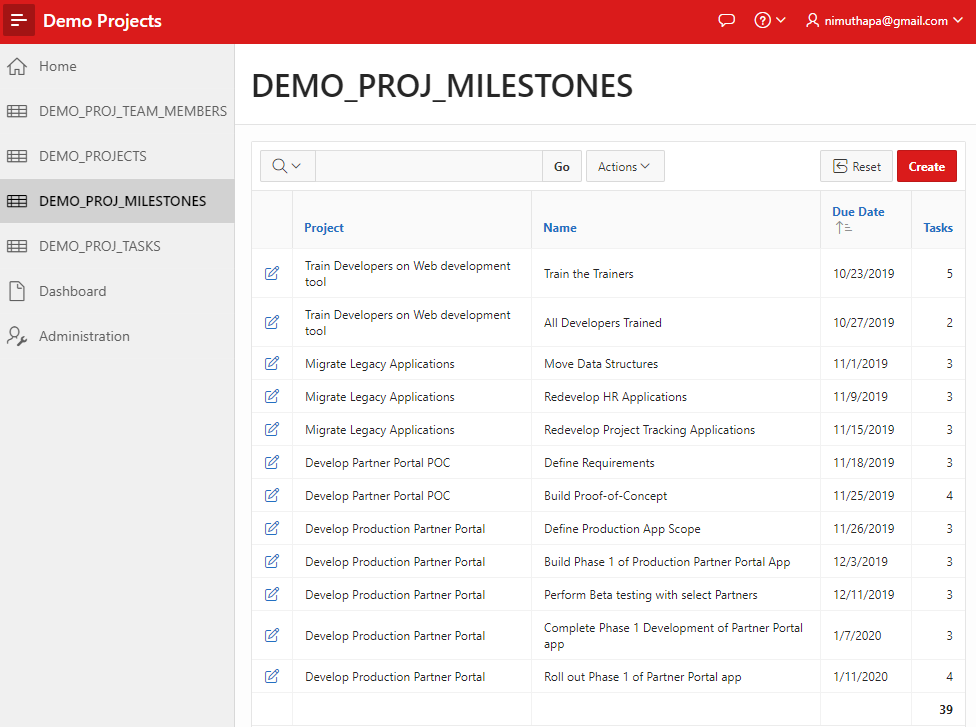 Demo Projects
nimuthapa@gmail.com
Home
DEMO_PROJ_TEAM_MEMBERS
DEMO_PROJECTS
DEMO_PROJ_MILESTONES
DEMO_PROJ_TASKS
Dashboard
Administration
DEMO_PROJ_MILESTONES
Go Actions Reset Create
Project Name Due Date Tasks
Train Developers on Web development
tool Train the Trainers 10/23/2019 5
Train Developers on Web development
tool All Developers Trained 10/27/2019 2
Migrate Legacy Applications Move Data Structures 11/1/2019 3
Migrate Legacy Applications Redevelop HR Applications 11/9/2019 3
Migrate Legacy Applications Redevelop Project Tracking Applications 11/15/2019 3
Develop Partner Portal POC Define Requirements 11/18/2019 3
Develop Partner Portal POC Build Proof-of-Concept 11/25/2019 4
Develop Production Partner Portal Define Production App Scope 11/26/2019 3
Develop Production Partner Portal Build Phase 1 of Production Partner Portal App 12/3/2019 3
Develop Production Partner Portal Perform Beta testing with select Partners 12/11/2019 3
Develop Production Partner Portal Complete Phase 1 Development of Partner Portal
app 1/7/2020 3
Develop Production Partner Portal Roll out Phase 1 of Partner Portal app 1/11/2020 4
39